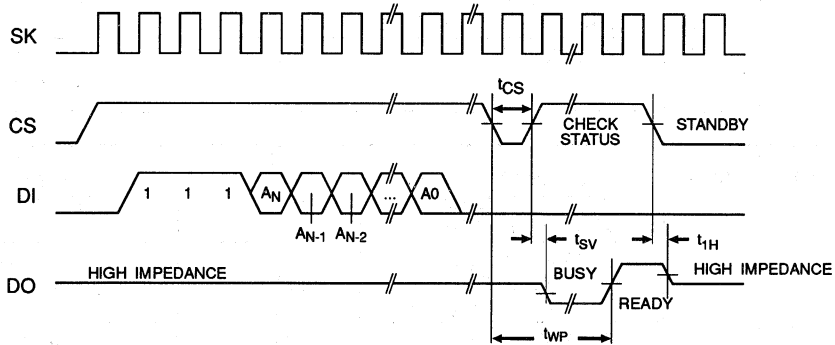 SK
CS
tCS
CHECK
STATUS
STANDBY
DI
1 1 1 AN ... A0
AN-1 AN-2
tSV
t1H
DO
HIGH IMPEDANCE
BUSY
READY
HIGH IMPEDANCE
tWP